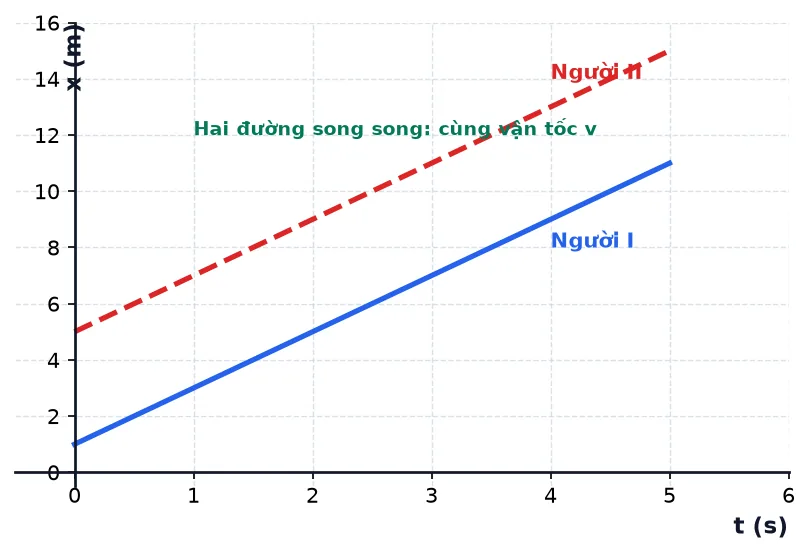 x (m)
16
14
12
10
8
6
4
2
0
Người II
Hai đường song song: cùng vận tốc v
Người I
0 1 2 3 4 5 6
t (s)